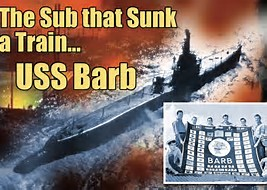 The Sub that Sunk
a Train...
USS Barb
BARB